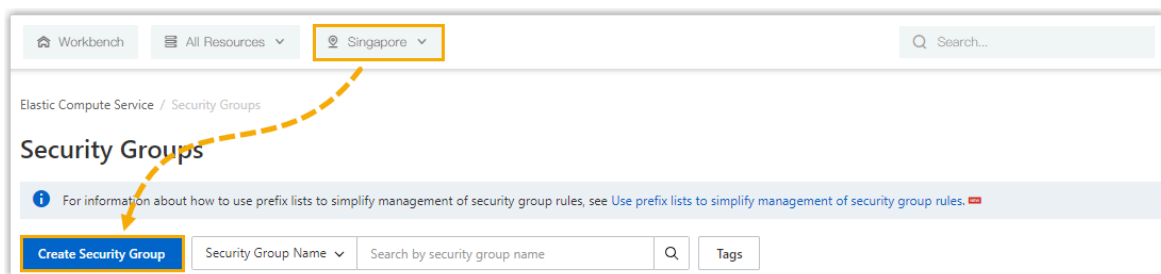 Workbench All Resources Singapore Search...
Elastic Compute Service / Security Groups
Security Groups
For information about how to use prefix lists to simplify management of security group rules, see Use prefix lists to simplify management of security group rules. new
Create Security Group Security Group Name Search by security group name Tags